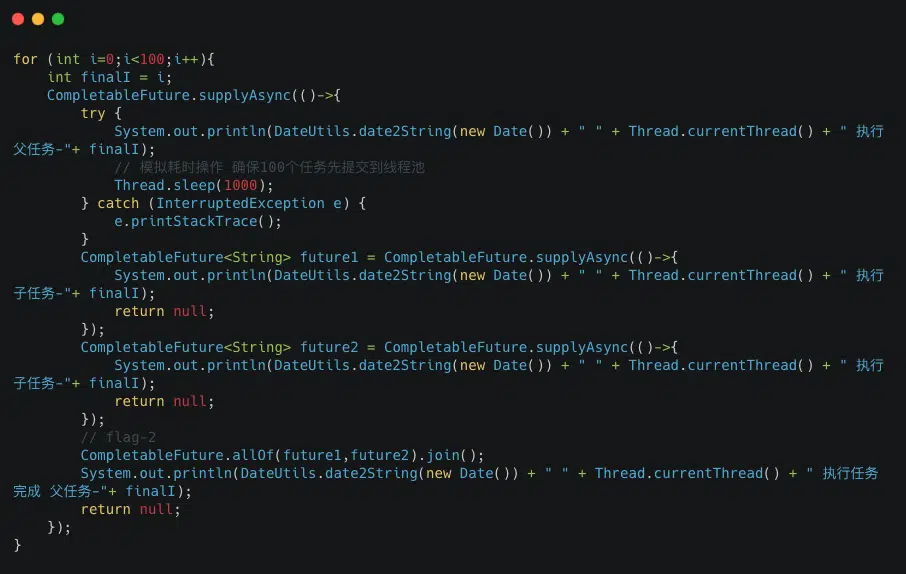 for (int i=0;i<100;i++){
    int finalI = i;
    CompletableFuture.supplyAsync(()->{
        try {
            System.out.println(DateUtils.date2String(new Date()) + " " + Thread.currentThread() + " 执行
父任务-"+ finalI);
            // 模拟耗时操作 确保100个任务先提交到线程池
            Thread.sleep(1000);
        } catch (InterruptedException e) {
            e.printStackTrace();
        }
        CompletableFuture<String> future1 = CompletableFuture.supplyAsync(()->{
            System.out.println(DateUtils.date2String(new Date()) + " " + Thread.currentThread() + " 执行
子任务-"+ finalI);
            return null;
        });
        CompletableFuture<String> future2 = CompletableFuture.supplyAsync(()->{
            System.out.println(DateUtils.date2String(new Date()) + " " + Thread.currentThread() + " 执行
子任务-"+ finalI);
            return null;
        });
        // flag-2
        CompletableFuture.allOf(future1,future2).join();
        System.out.println(DateUtils.date2String(new Date()) + " " + Thread.currentThread() + " 执行任务
完成 父任务-"+ finalI);
        return null;
    });
}